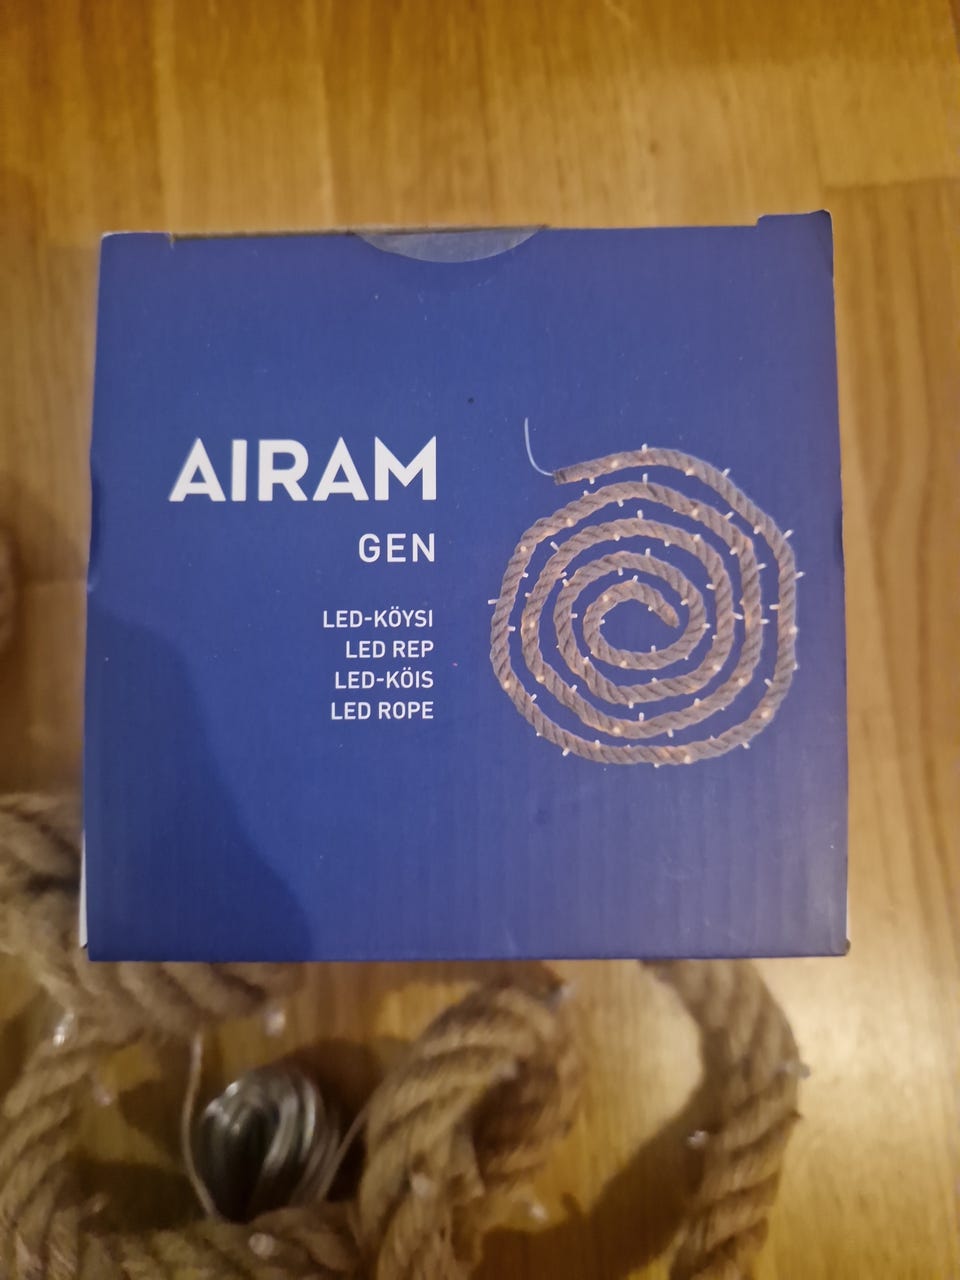 AIRAM
GEN
LED-KÖYSI
LED REP
LED-KÖIS
LED ROPE